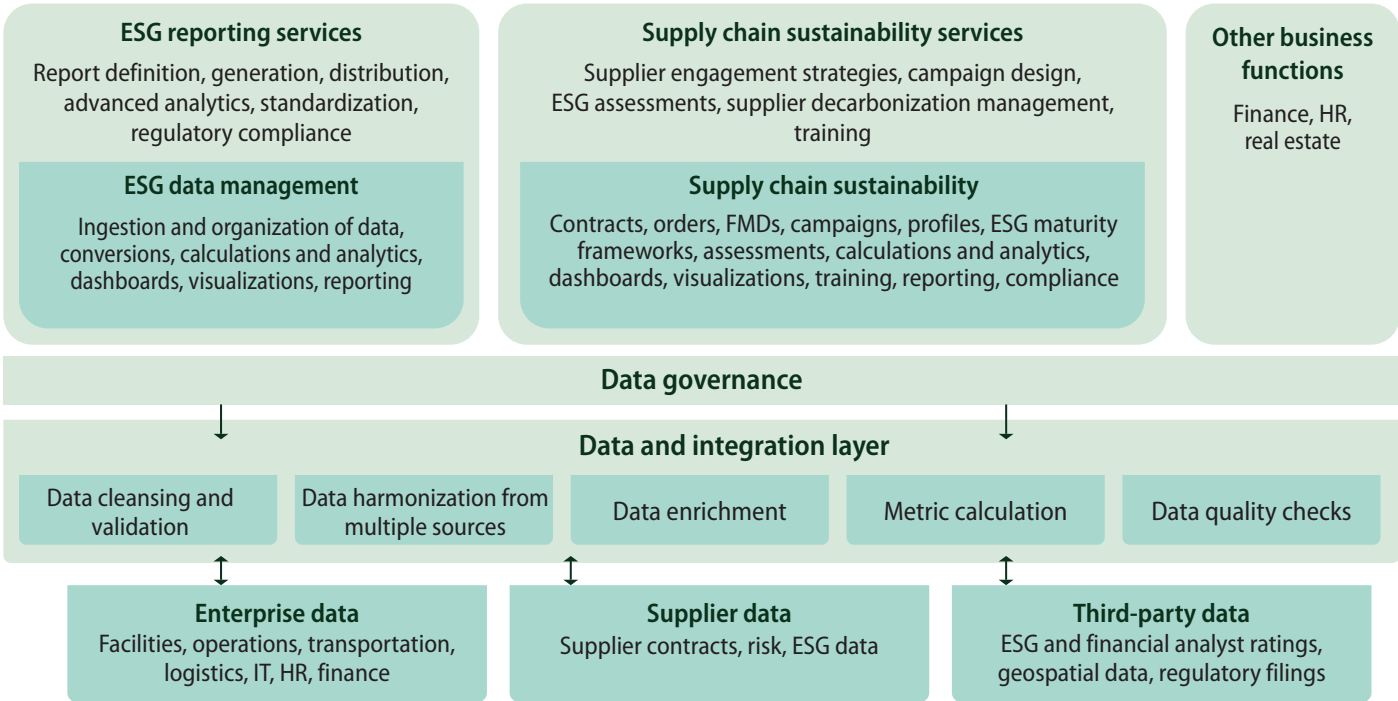 ESG reporting services
Report definition, generation, distribution,
advanced analytics, standardization,
regulatory compliance
ESG data management
Ingestion and organization of data,
conversions, calculations and analytics,
dashboards, visualizations, reporting
Supply chain sustainability services
Supplier engagement strategies, campaign design,
ESG assessments, supplier decarbonization management,
training
Supply chain sustainability
Contracts, orders, FMDs, campaigns, profiles, ESG maturity
frameworks, assessments, calculations and analytics,
dashboards, visualizations, training, reporting, compliance
Other business
functions
Finance, HR,
real estate
Data governance
Data and integration layer
Data cleansing and
validation
Data harmonization from
multiple sources
Data enrichment
Metric calculation
Data quality checks
Enterprise data
Facilities, operations, transportation,
logistics, IT, HR, finance
Supplier data
Supplier contracts, risk, ESG data
Third-party data
ESG and financial analyst ratings,
geospatial data, regulatory filings